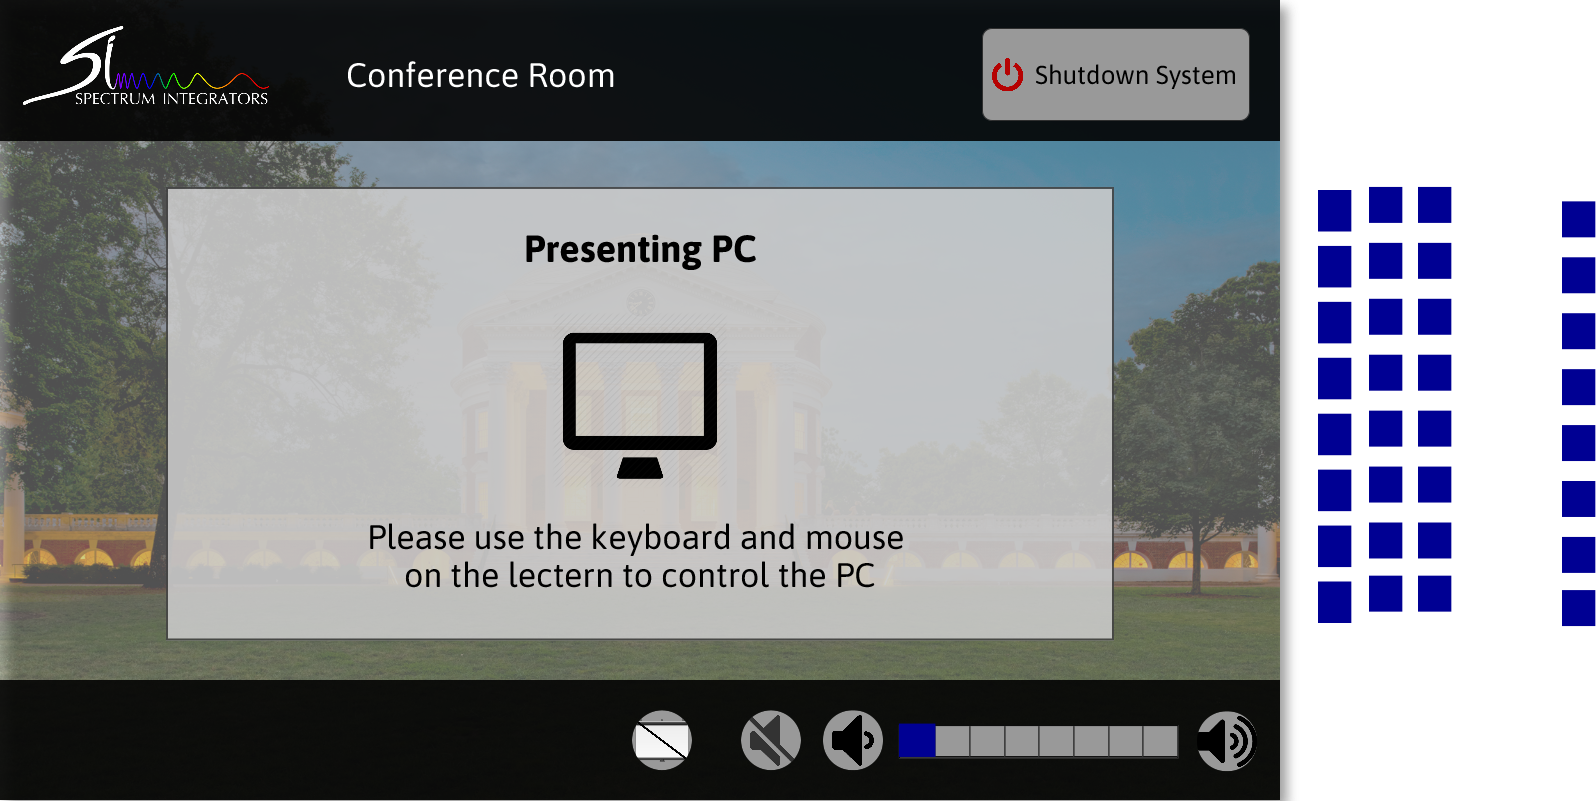 Si
SPECTRUM INTEGRATORS
Conference Room
Shutdown System
Presenting PC
Please use the keyboard and mouse
on the lectern to control the PC